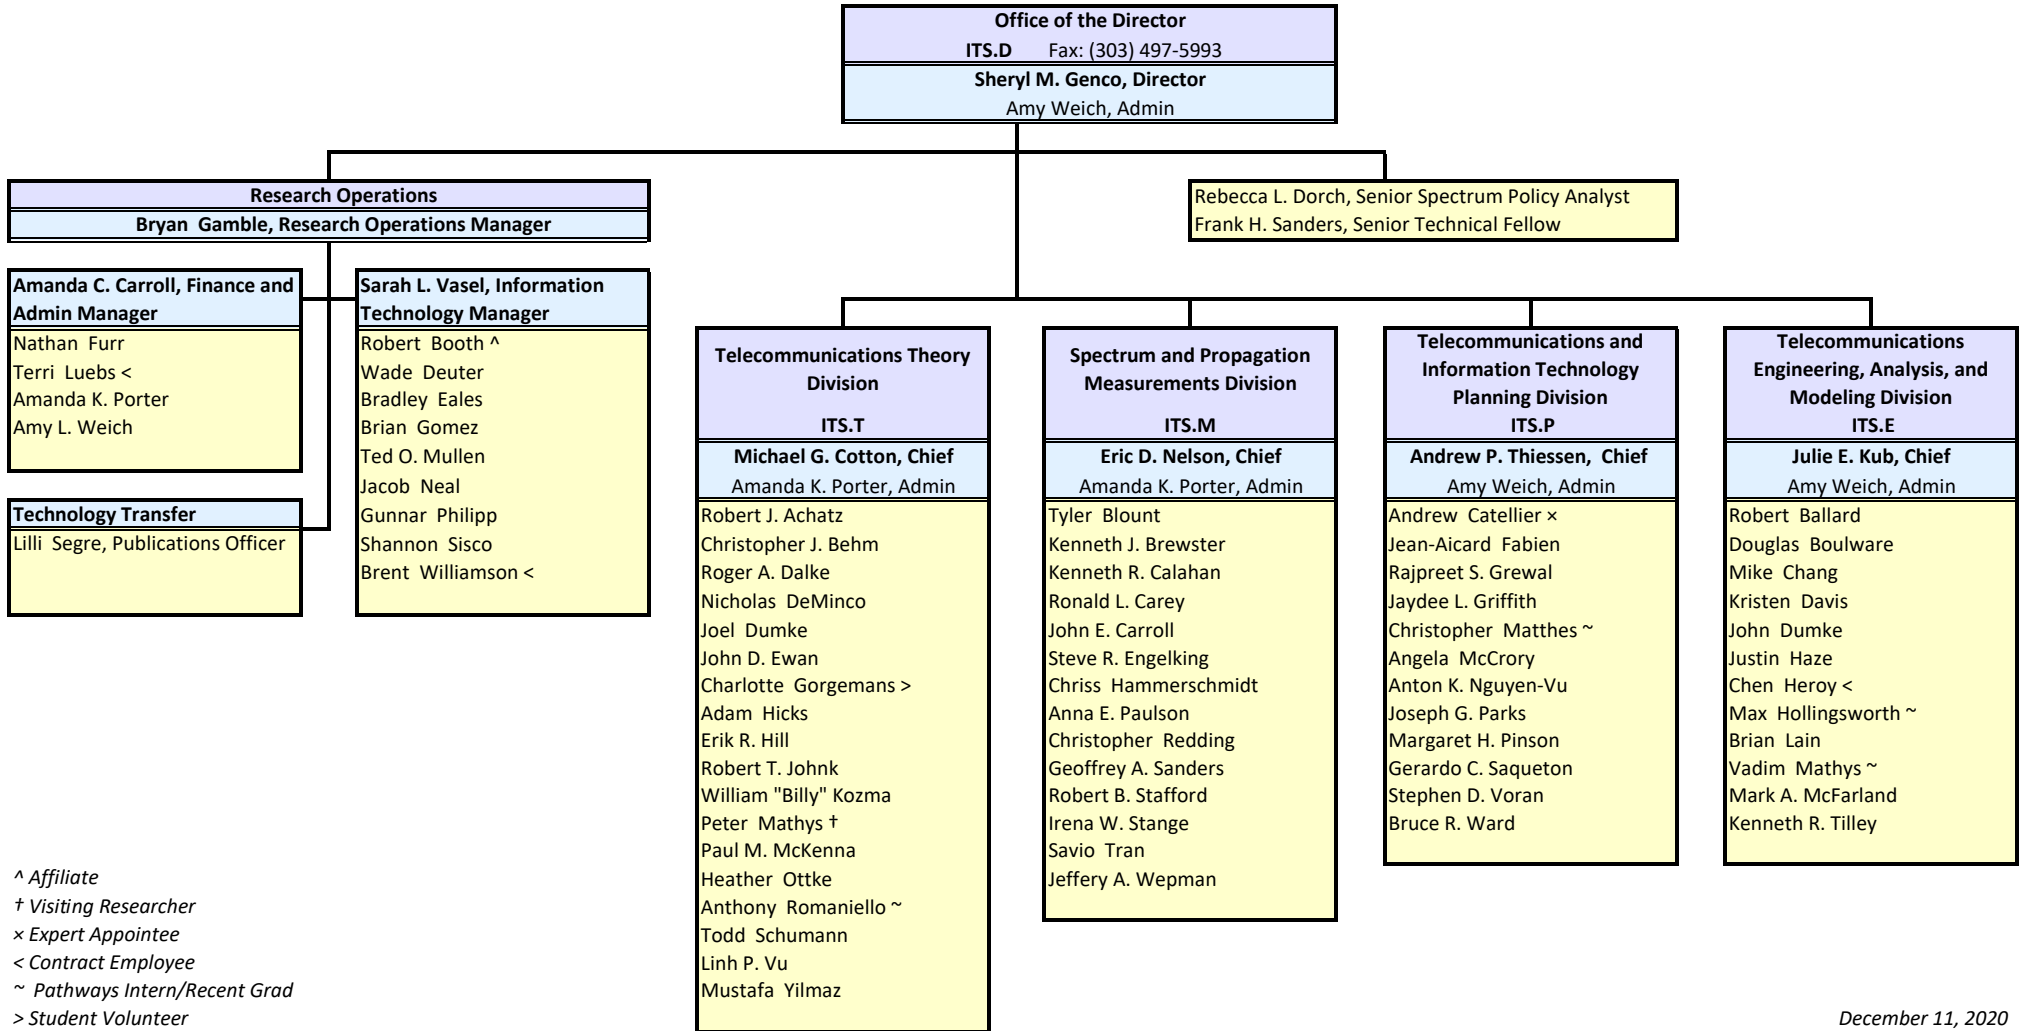 Office of the Director
ITS.D Fax: (303) 497-5993
Sheryl M. Genco, Director
Amy Weich, Admin
Research Operations
Bryan Gamble, Research Operations Manager
Rebecca L. Dorch, Senior Spectrum Policy Analyst
Frank H. Sanders, Senior Technical Fellow
Amanda C. Carroll, Finance and
Admin Manager
Nathan Furr
Terri Luebs <
Amanda K. Porter
Amy L. Weich
Technology Transfer
Lilli Segre, Publications Officer
Sarah L. Vasel, Information
Technology Manager
Robert Booth ^
Wade Deuter
Bradley Eales
Brian Gomez
Ted O. Mullen
Jacob Neal
Gunnar Philipp
Shannon Sisco
Brent Williamson <
Telecommunications Theory
Division
ITS.T
Michael G. Cotton, Chief
Amanda K. Porter, Admin
Robert J. Achatz
Christopher J. Behm
Roger A. Dalke
Nicholas DeMinco
Joel Dumke
John D. Ewan
Charlotte Gorgemans >
Adam Hicks
Erik R. Hill
Robert T. Johnk
William "Billy" Kozma
Peter Mathys †
Paul M. McKenna
Heather Ottke
Anthony Romaniello ~
Todd Schumann
Linh P. Vu
Mustafa Yilmaz
Spectrum and Propagation
Measurements Division
ITS.M
Eric D. Nelson, Chief
Amanda K. Porter, Admin
Tyler Blount
Kenneth J. Brewster
Kenneth R. Calahan
Ronald L. Carey
John E. Carroll
Steve R. Engelking
Chriss Hammerschmidt
Anna E. Paulson
Christopher Redding
Geoffrey A. Sanders
Robert B. Stafford
Irena W. Stange
Savio Tran
Jeffery A. Wepman
Telecommunications and
Information Technology
Planning Division
ITS.P
Andrew P. Thiessen, Chief
Amy Weich, Admin
Andrew Catellier ×
Jean-Aicard Fabien
Rajpreet S. Grewal
Jaydee L. Griffith
Christopher Matthes ~
Angela McCrory
Anton K. Nguyen-Vu
Joseph G. Parks
Margaret H. Pinson
Gerardo C. Saqueton
Stephen D. Voran
Bruce R. Ward
Telecommunications
Engineering, Analysis, and
Modeling Division
ITS.E
Julie E. Kub, Chief
Amy Weich, Admin
Robert Ballard
Douglas Boulware
Mike Chang
Kristen Davis
John Dumke
Justin Haze
Chen Heroy <
Max Hollingsworth ~
Brian Lain
Vadim Mathys ~
Mark A. McFarland
Kenneth R. Tilley
^ Affiliate
† Visiting Researcher
× Expert Appointee
< Contract Employee
~ Pathways Intern/Recent Grad
> Student Volunteer
December 11, 2020